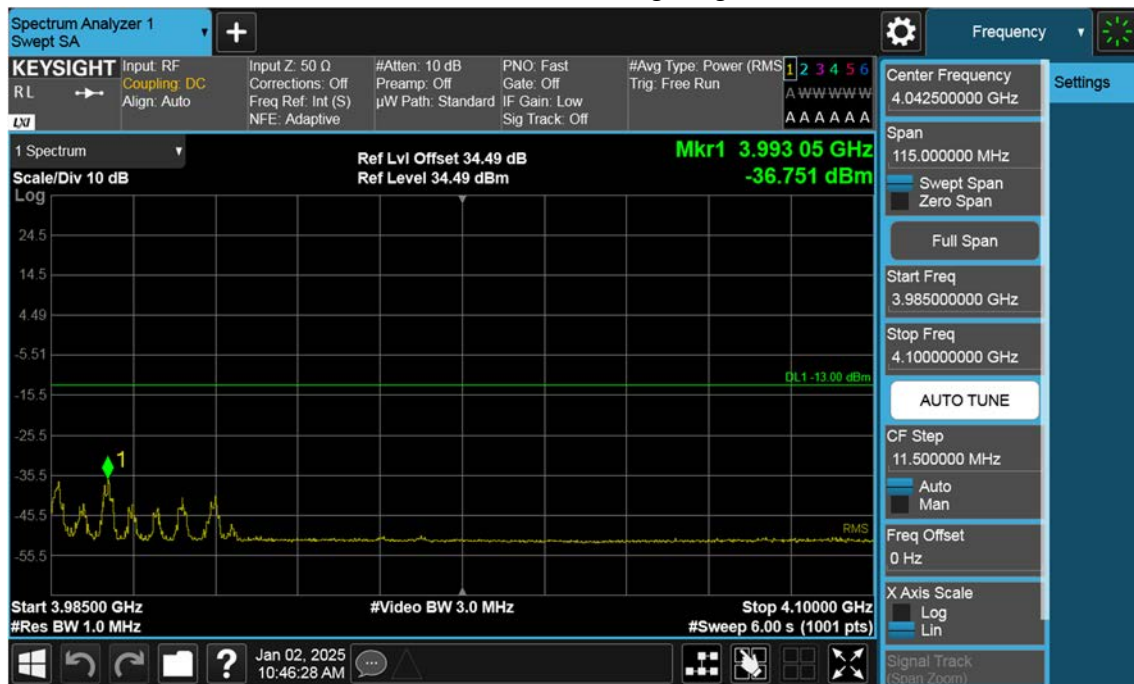 Spectrum Analyzer 1
Swept SA
+
Frequency
KEYSIGHT
RL
LXI
Input: RF
Coupling: DC
Align: Auto
Input Z: 50 Ω
Corrections: Off
Freq Ref: Int (S)
NFE: Adaptive
#Atten: 10 dB
Preamp: Off
µW Path: Standard
PNO: Fast
Gate: Off
IF Gain: Low
Sig Track: Off
#Avg Type: Power (RMS
Trig: Free Run
1 2 3 4 5 6
A W W W W W
A A A A A A
1 Spectrum
Scale/Div 10 dB
Ref Lvl Offset 34.49 dB
Ref Level 34.49 dBm
Mkr1 3.993 05 GHz
-36.751 dBm
Log
24.5
14.5
4.49
-5.51
DL1 -13.00 dBm
-15.5
-25.5
1
-35.5
-45.5
RMS
-55.5
Start 3.98500 GHz
#Video BW 3.0 MHz
Stop 4.10000 GHz
#Res BW 1.0 MHz
#Sweep 6.00 s (1001 pts)
Center Frequency
4.042500000 GHz
Settings
Span
115.000000 MHz
Swept Span
Zero Span
Full Span
Start Freq
3.985000000 GHz
Stop Freq
4.100000000 GHz
AUTO TUNE
CF Step
11.500000 MHz
Auto
Man
Freq Offset
0 Hz
X Axis Scale
Log
Lin
Signal Track
(Span Zoom)
?
Jan 02, 2025
10:46:28 AM